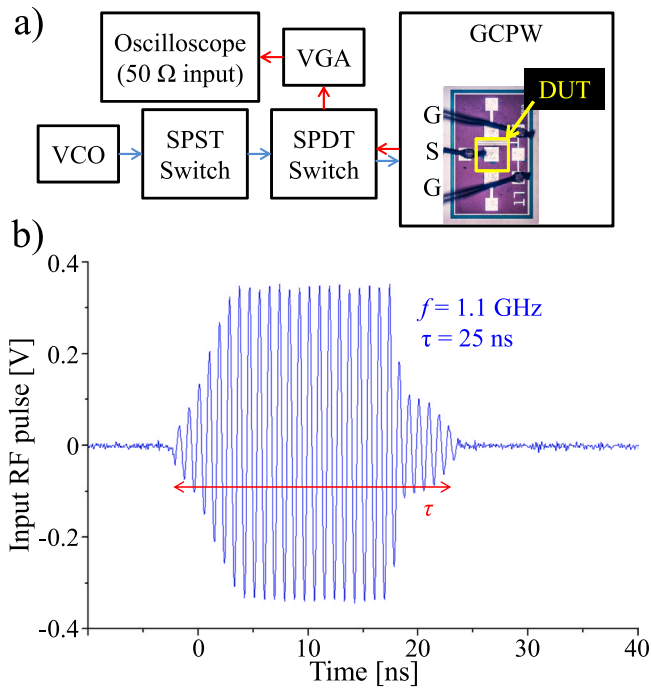 a)
Oscilloscope
(50 Ω input)
VGA
GCPW
DUT
VCO
SPST
Switch
SPDT
Switch
G
S
G
b)
Input RF pulse [V]
0.4
0.2
0
-0.2
-0.4
f = 1.1 GHz
τ = 25 ns
τ
0
10
20
30
40
Time [ns]